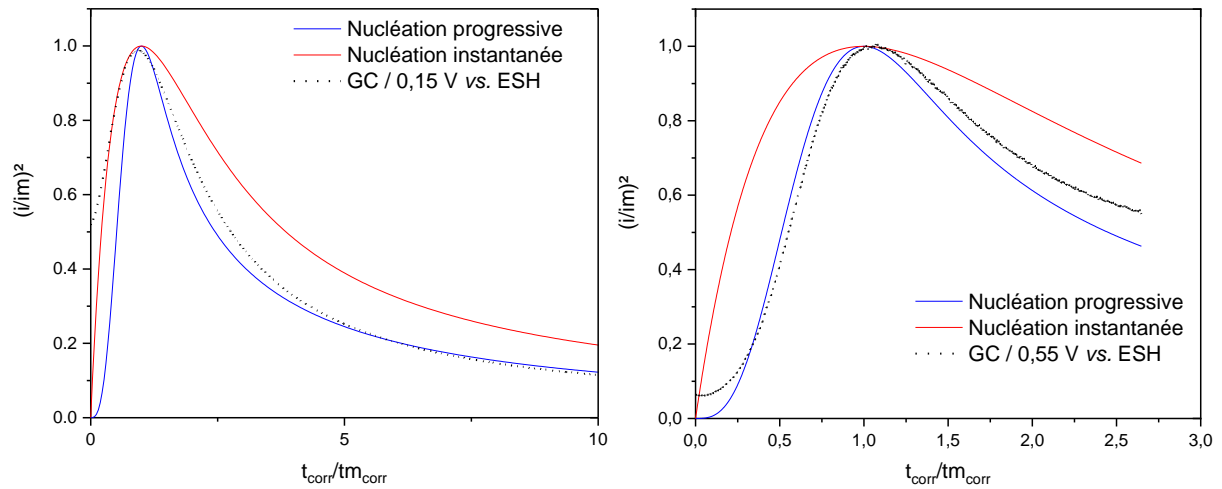 Nucléation progressive
Nucléation instantanée
GC / 0,15 V vs. ESH
1.0
0.8
0.6
0.4
0.2
0.0
(i/im)²
0
5
10
t_corr/tm_corr
Nucléation progressive
Nucléation instantanée
GC / 0,55 V vs. ESH
1,0
0,8
0,6
0,4
0,2
0,0
(i/im)²
0,0
0,5
1,0
1,5
2,0
2,5
3,0
t_corr/tm_corr